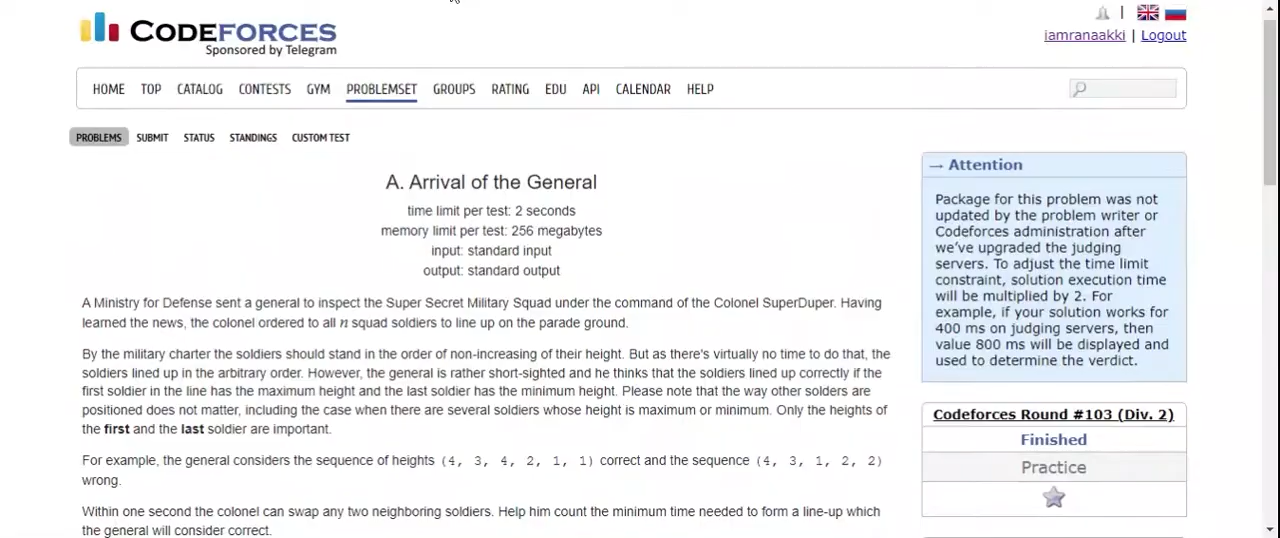 CODEFORCES
Sponsored by Telegram
|
iamranaakki | Logout
HOME TOP CATALOG CONTESTS GYM PROBLEMSET GROUPS RATING EDU API CALENDAR HELP
PROBLEMS SUBMIT STATUS STANDINGS CUSTOM TEST
A. Arrival of the General
time limit per test: 2 seconds
memory limit per test: 256 megabytes
input: standard input
output: standard output
A Ministry for Defense sent a general to inspect the Super Secret Military Squad under the command of the Colonel SuperDuper. Having
learned the news, the colonel ordered to all n squad soldiers to line up on the parade ground.
By the military charter the soldiers should stand in the order of non-increasing of their height. But as there's virtually no time to do that, the
soldiers lined up in the arbitrary order. However, the general is rather short-sighted and he thinks that the soldiers lined up correctly if the
first soldier in the line has the maximum height and the last soldier has the minimum height. Please note that the way other solders are
positioned does not matter, including the case when there are several soldiers whose height is maximum or minimum. Only the heights of
the first and the last soldier are important.
For example, the general considers the sequence of heights (4, 3, 4, 2, 1, 1) correct and the sequence (4, 3, 1, 2, 2)
wrong.
Within one second the colonel can swap any two neighboring soldiers. Help him count the minimum time needed to form a line-up which
the general will consider correct.
→ Attention
Package for this problem was not
updated by the problem writer or
Codeforces administration after
we've upgraded the judging
servers. To adjust the time limit
constraint, solution execution time
will be multiplied by 2. For
example, if your solution works for
400 ms on judging servers, then
value 800 ms will be displayed and
used to determine the verdict.
Codeforces Round #103 (Div. 2)
Finished
Practice